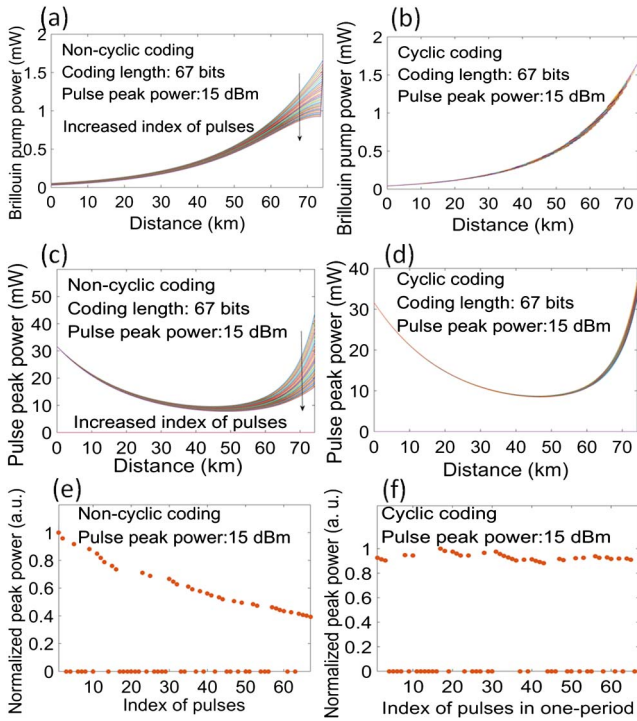 (a)
Brillouin pump power (mW)
2
1.5
1
0.5
0
Non-cyclic coding
Coding length: 67 bits
Pulse peak power:15 dBm
Increased index of pulses
0 10 20 30 40 50 60 70
Distance (km)
(b)
Brillouin pump power (mW)
2
1.5
1
0.5
0
Cyclic coding
Coding length: 67 bits
Pulse peak power:15 dBm
0 10 20 30 40 50 60 70
Distance (km)
(c)
Pulse peak power (mW)
50
40
30
20
10
0
Non-cyclic coding
Coding length: 67 bits
Pulse peak power:15 dBm
Increased index of pulses
0 10 20 30 40 50 60 70
Distance (km)
(d)
Pulse peak power (mW)
30
20
10
0
Cyclic coding
Coding length: 67 bits
Pulse peak power:15 dBm
0 10 20 30 40 50 60 70
Distance (km)
(e)
Normalized peak power (a.u.)
1
0.8
0.6
0.4
0.2
0
Non-cyclic coding
Pulse peak power:15 dBm
10 20 30 40 50 60
Index of pulses
(f)
Normalized peak power (a. u.)
1
0.8
0.6
0.4
0.2
0
Cyclic coding
Pulse peak power:15 dBm
10 20 30 40 50 60
Index of pulses in one-period